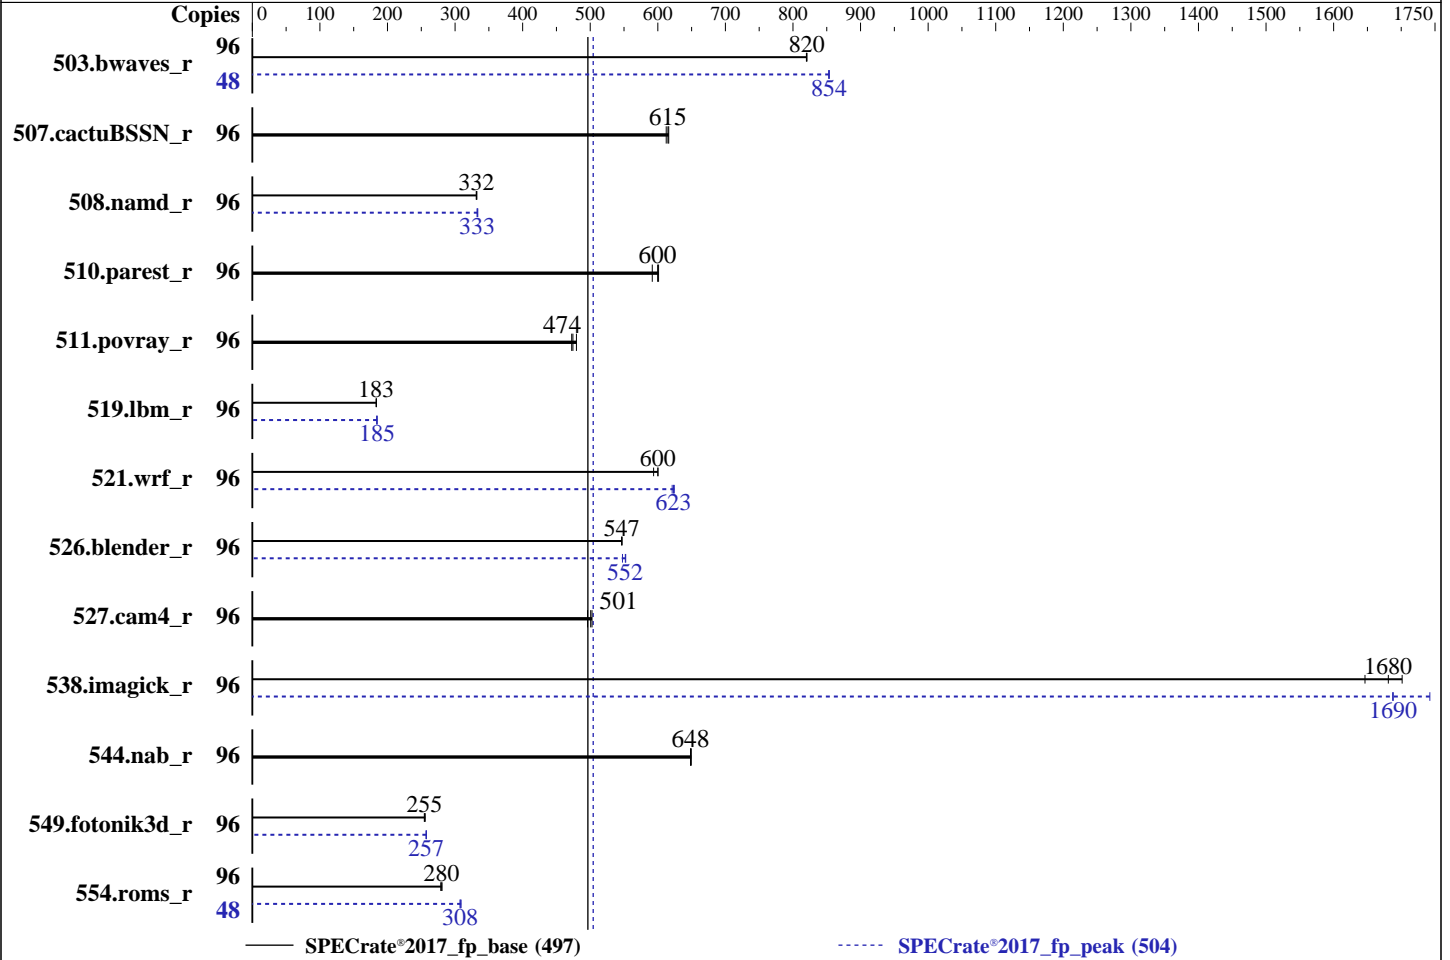 Copies 0 100 200 300 400 500 600 700 800 900 1000 1100 1200 1300 1400 1500 1600 1750
503.bwaves_r 96 820
48 854
507.cactuBSSN_r 96 615
508.namd_r 96 332
333
510.parest_r 96 600
511.povray_r 96 474
519.lbm_r 96 183
185
521.wrf_r 96 600
623
526.blender_r 96 547
552
527.cam4_r 96 501
538.imagick_r 96 1680
1690
544.nab_r 96 648
549.fotonik3d_r 96 255
257
554.roms_r 96 280
48 308
SPECrate®2017_fp_base (497) SPECrate®2017_fp_peak (504)